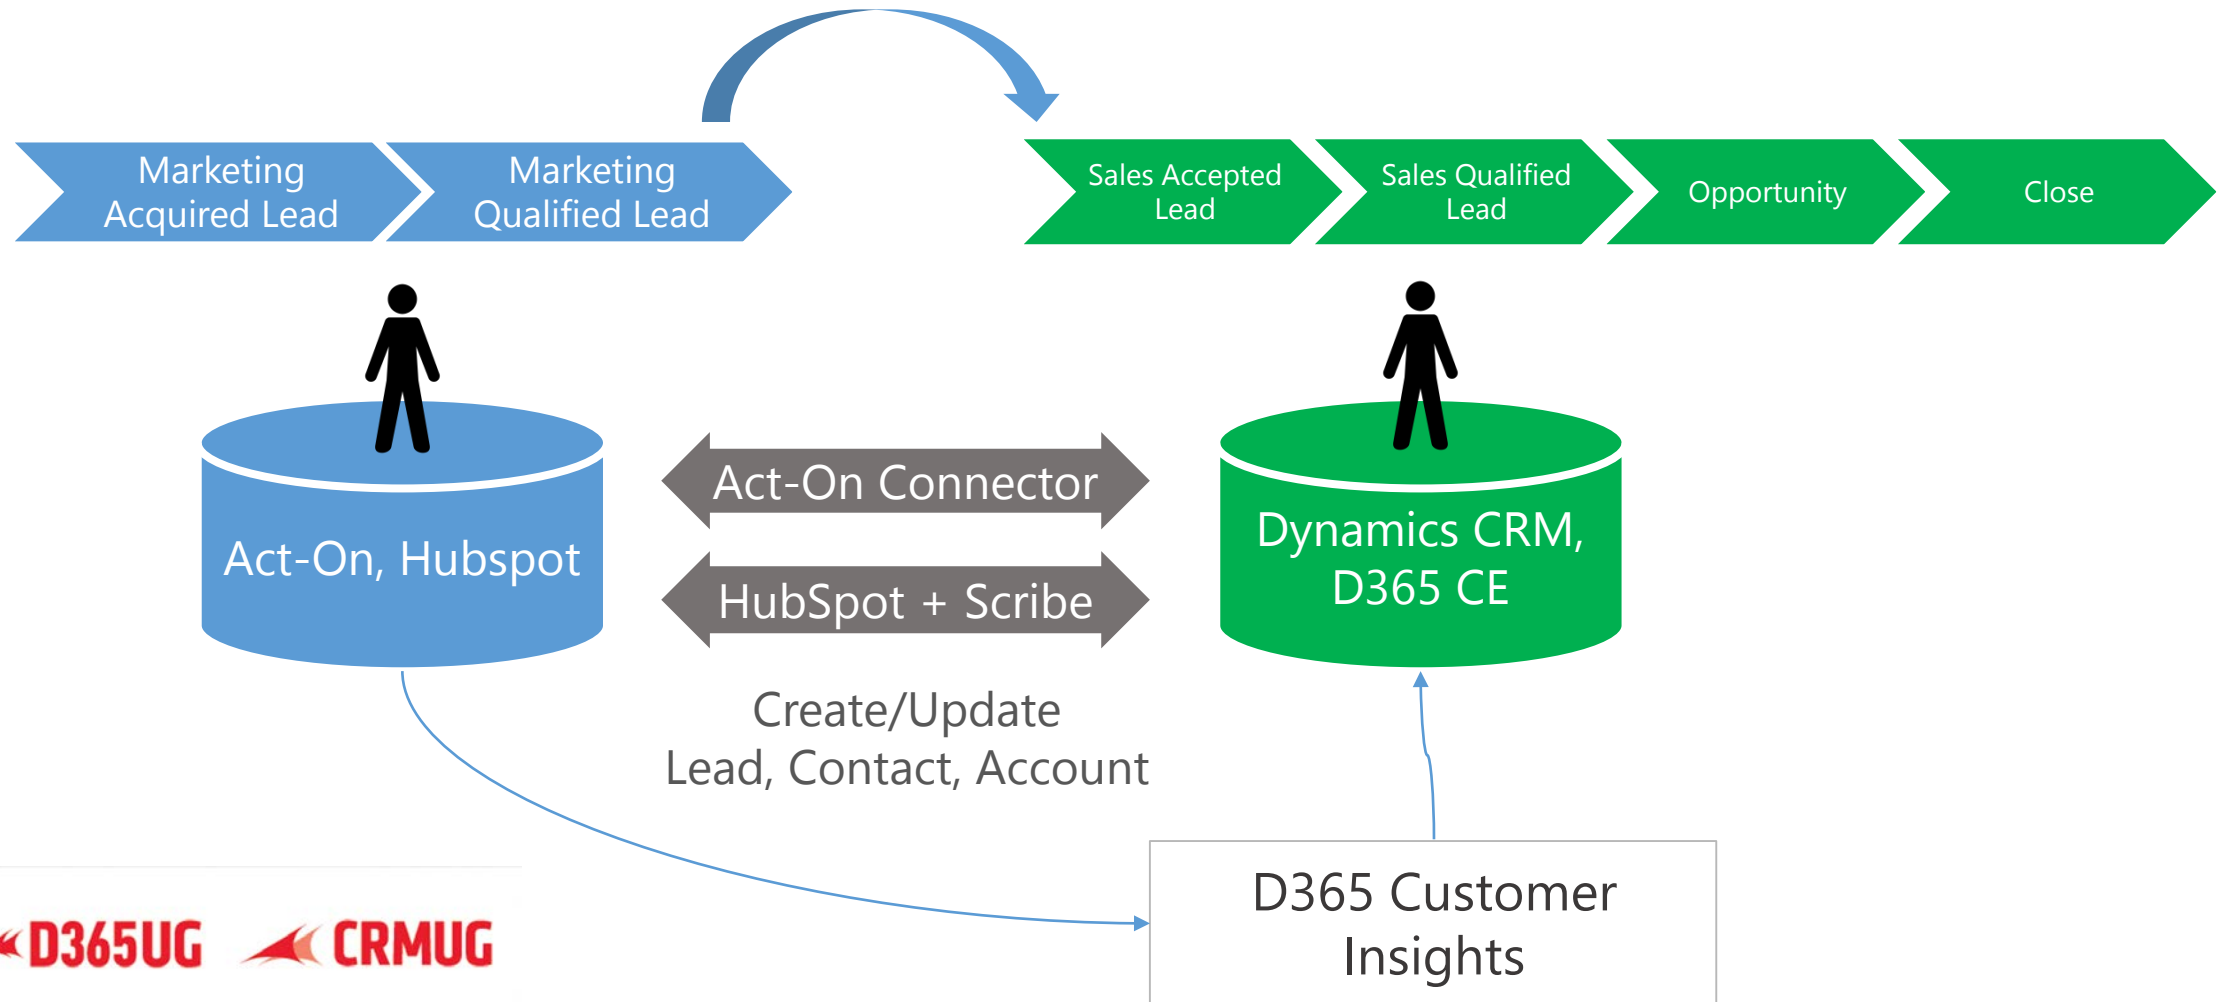 Marketing
Acquired Lead
Marketing
Qualified Lead
Sales Accepted
Lead
Sales Qualified
Lead
Opportunity
Close
Act-On, Hubspot
Act-On Connector
HubSpot + Scribe
Create/Update
Lead, Contact, Account
Dynamics CRM,
D365 CE
D365 Customer
Insights
D365UG
CRMUG